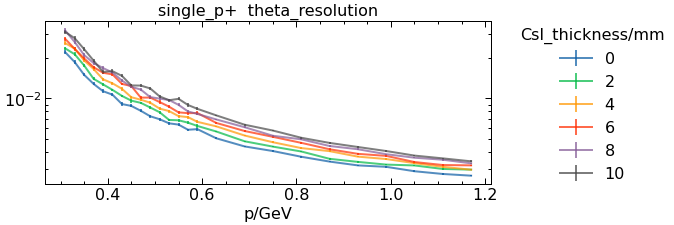 single_p+ theta_resolution
10⁻²
0.4 0.6 0.8 1.0 1.2
p/GeV
CsI_thickness/mm
0
2
4
6
8
10